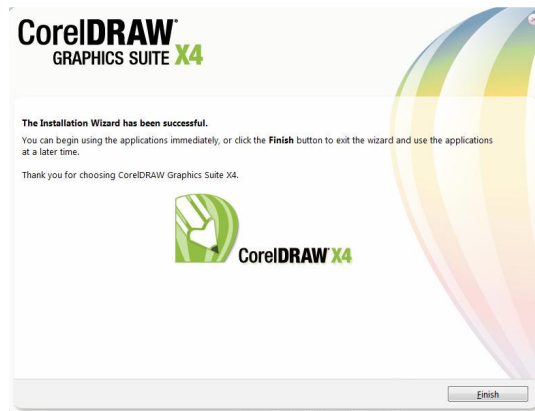 CorelDRAW®
GRAPHICS SUITE X4
The Installation Wizard has been successful.
You can begin using the applications immediately, or click the Finish button to exit the wizard and use the applications
at a later time.
Thank you for choosing CorelDRAW Graphics Suite X4.
CorelDRAW X4
Finish